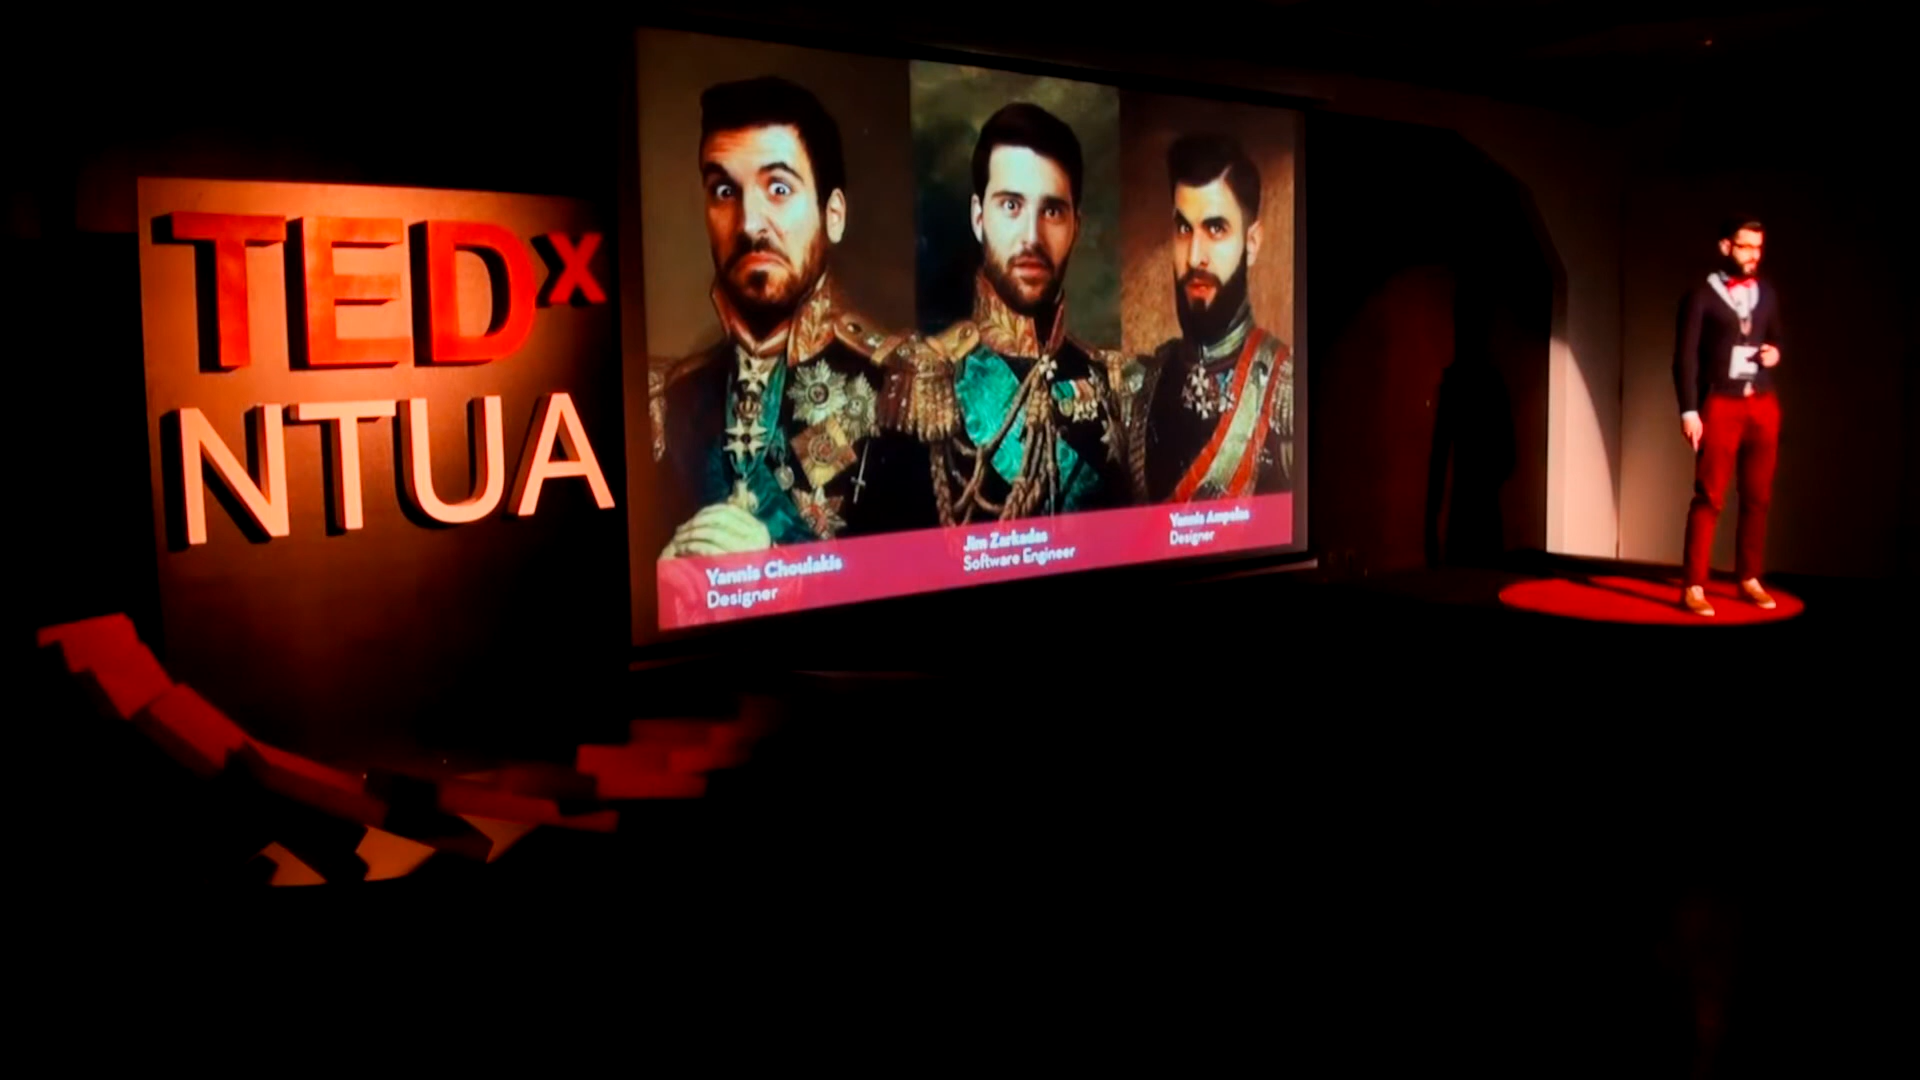 TEDx
NTUA
Yannis Choulakis
Designer
Jim Zarkadas
Software Engineer
Yannis Ampelas
Designer